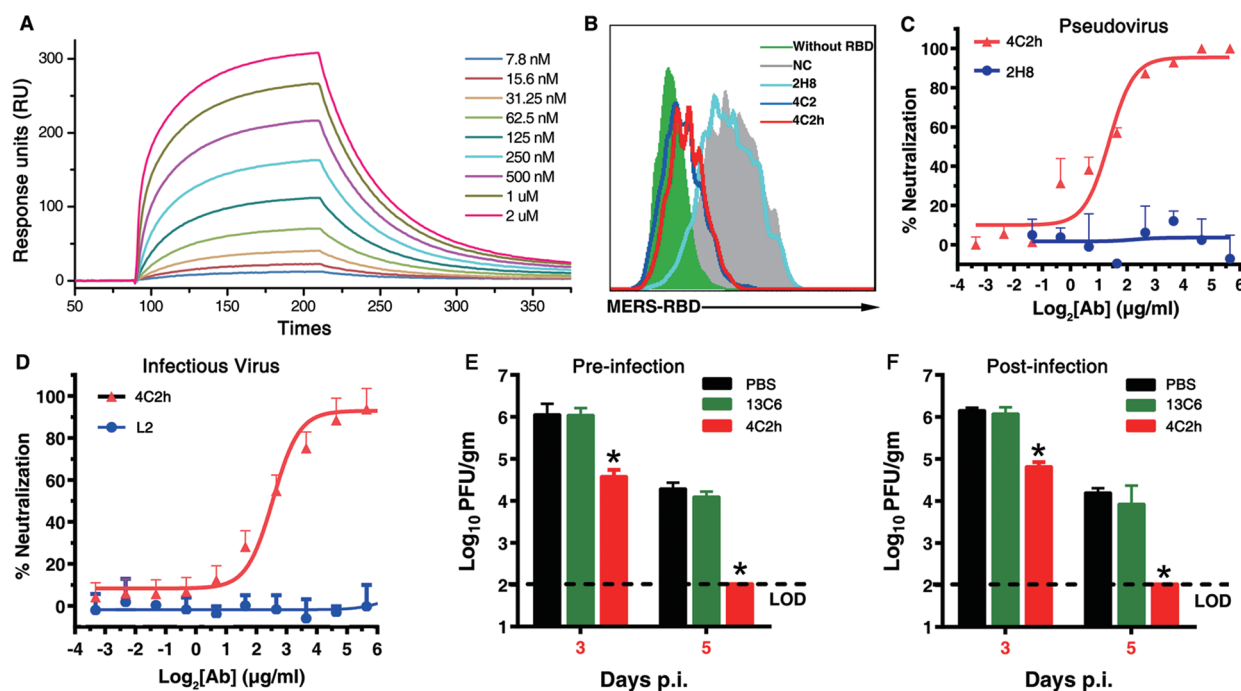 A
Response units (RU)
300
200
100
0
50
100
150
200
250
300
350
Times
7.8 nM
15.6 nM
31.25 nM
62.5 nM
125 nM
250 nM
500 nM
1 uM
2 uM
B
Without RBD
NC
2H8
4C2
4C2h
MERS-RBD
C
Pseudovirus
4C2h
2H8
% Neutralization
100
80
60
40
20
0
-4 -3 -2 -1 0 1 2 3 4 5 6
Log2[Ab] (µg/ml)
D
Infectious Virus
4C2h
L2
% Neutralization
100
80
60
40
20
0
-4 -3 -2 -1 0 1 2 3 4 5 6
Log2[Ab] (µg/ml)
E
Pre-infection
PBS
13C6
4C2h
Log10 PFU/gm
7
6
5
4
3
2
1
*
*
LOD
3 5
Days p.i.
F
Post-infection
PBS
13C6
4C2h
Log10 PFU/gm
7
6
5
4
3
2
1
*
*
LOD
3 5
Days p.i.